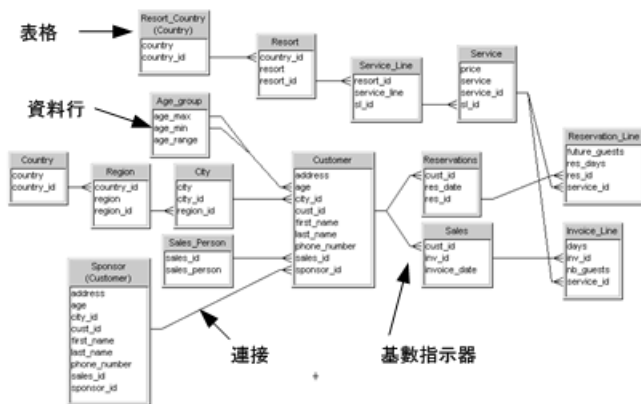 表格
Resort_Country
(Country)
country
country_id
Resort
country_id
resort
resort_id
Service_Line
resort_id
service_line
sl_id
Service
price
service
service_id
sl_id
資料行
Age_group
age_max
age_min
age_range
Country
country
country_id
Region
country_id
region
region_id
City
city
city_id
region_id
Customer
address
age
city_id
cust_id
first_name
last_name
phone_number
sales_id
sponsor_id
Reservations
cust_id
res_date
res_id
Reservation_Line
future_guests
res_days
res_id
service_id
Sales_Person
sales_id
sales_person
Sales
cust_id
inv_id
invoice_date
Invoice_Line
days
inv_id
nb_guests
service_id
Sponsor
(Customer)
address
age
city_id
cust_id
first_name
last_name
phone_number
sales_id
sponsor_id
連接
基數指示器